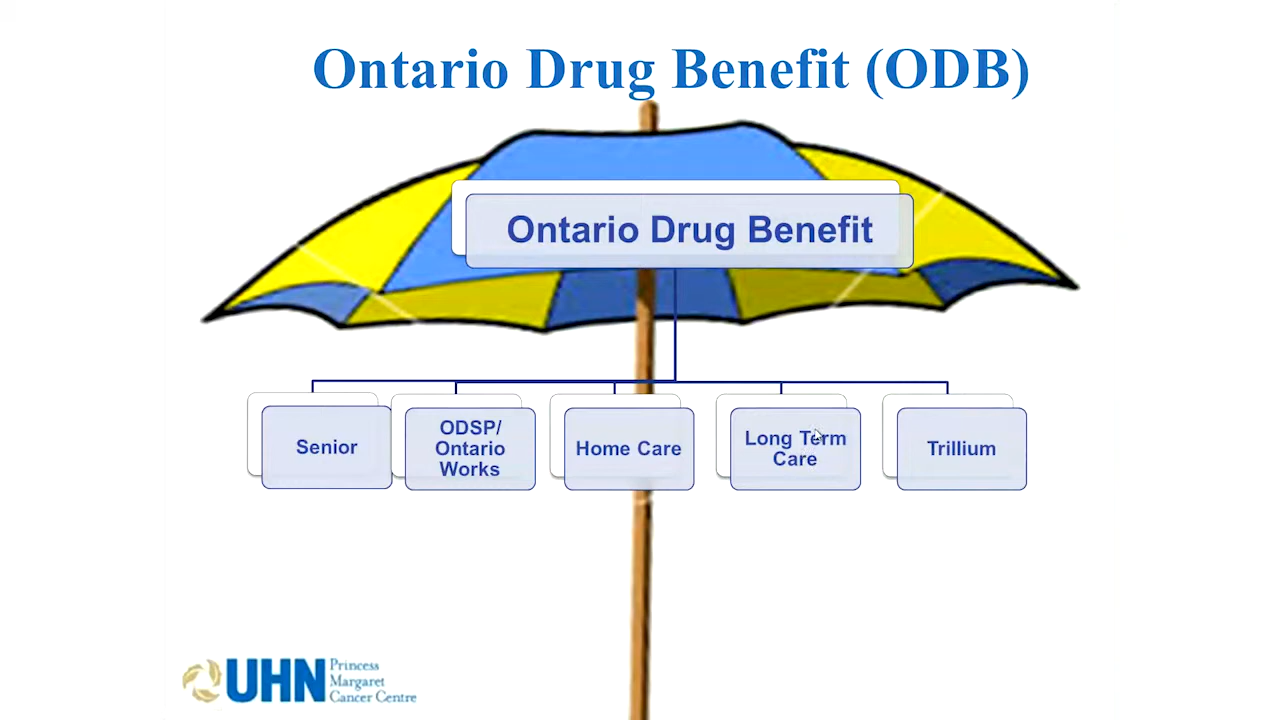 Ontario Drug Benefit (ODB)
Ontario Drug Benefit
Senior
ODSP/
Ontario
Works
Home Care
Long Term
Care
Trillium
UHN
Princess
Margaret
Cancer Centre